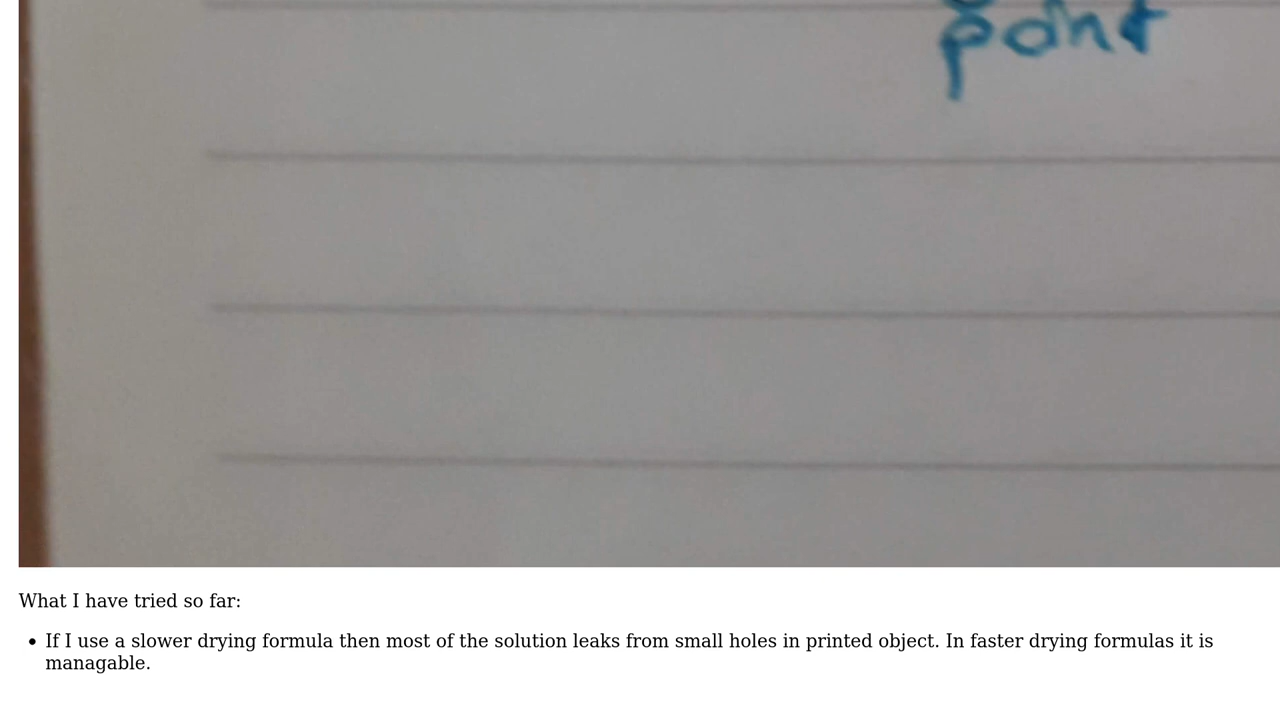 point
What I have tried so far:
• If I use a slower drying formula then most of the solution leaks from small holes in printed object. In faster drying formulas it is
managable.